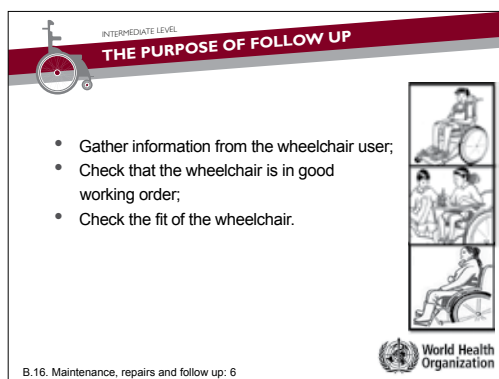 INTERMEDIATE LEVEL
THE PURPOSE OF FOLLOW UP
• Gather information from the wheelchair user;
• Check that the wheelchair is in good
working order;
• Check the fit of the wheelchair.
World Health
Organization
B.16. Maintenance, repairs and follow up: 6